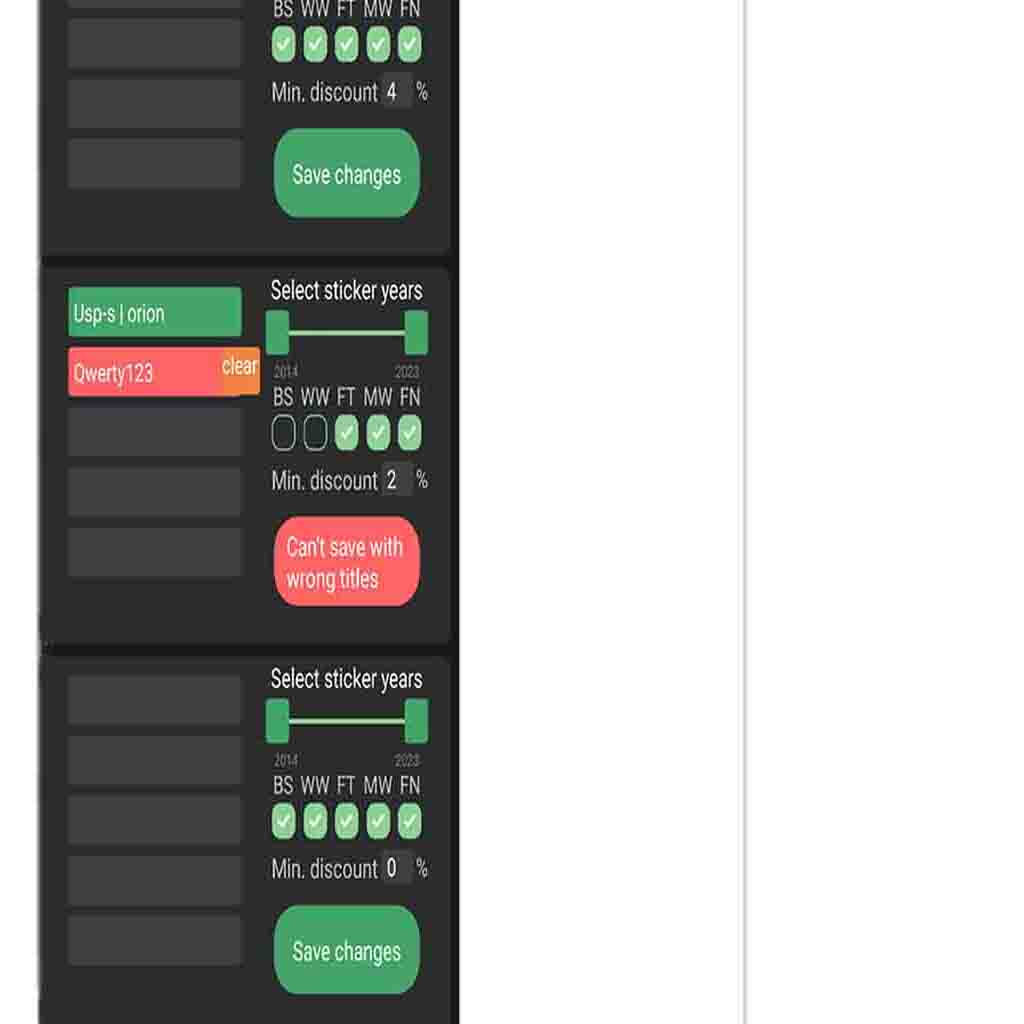 BS WW FT MW FN
Min. discount 4 %
Save changes
Select sticker years
Usp-s | orion
Qwerty123 clear
2014 2023
BS WW FT MW FN
Min. discount 2 %
Can't save with
wrong titles
Select sticker years
2014 2023
BS WW FT MW FN
Min. discount 0 %
Save changes